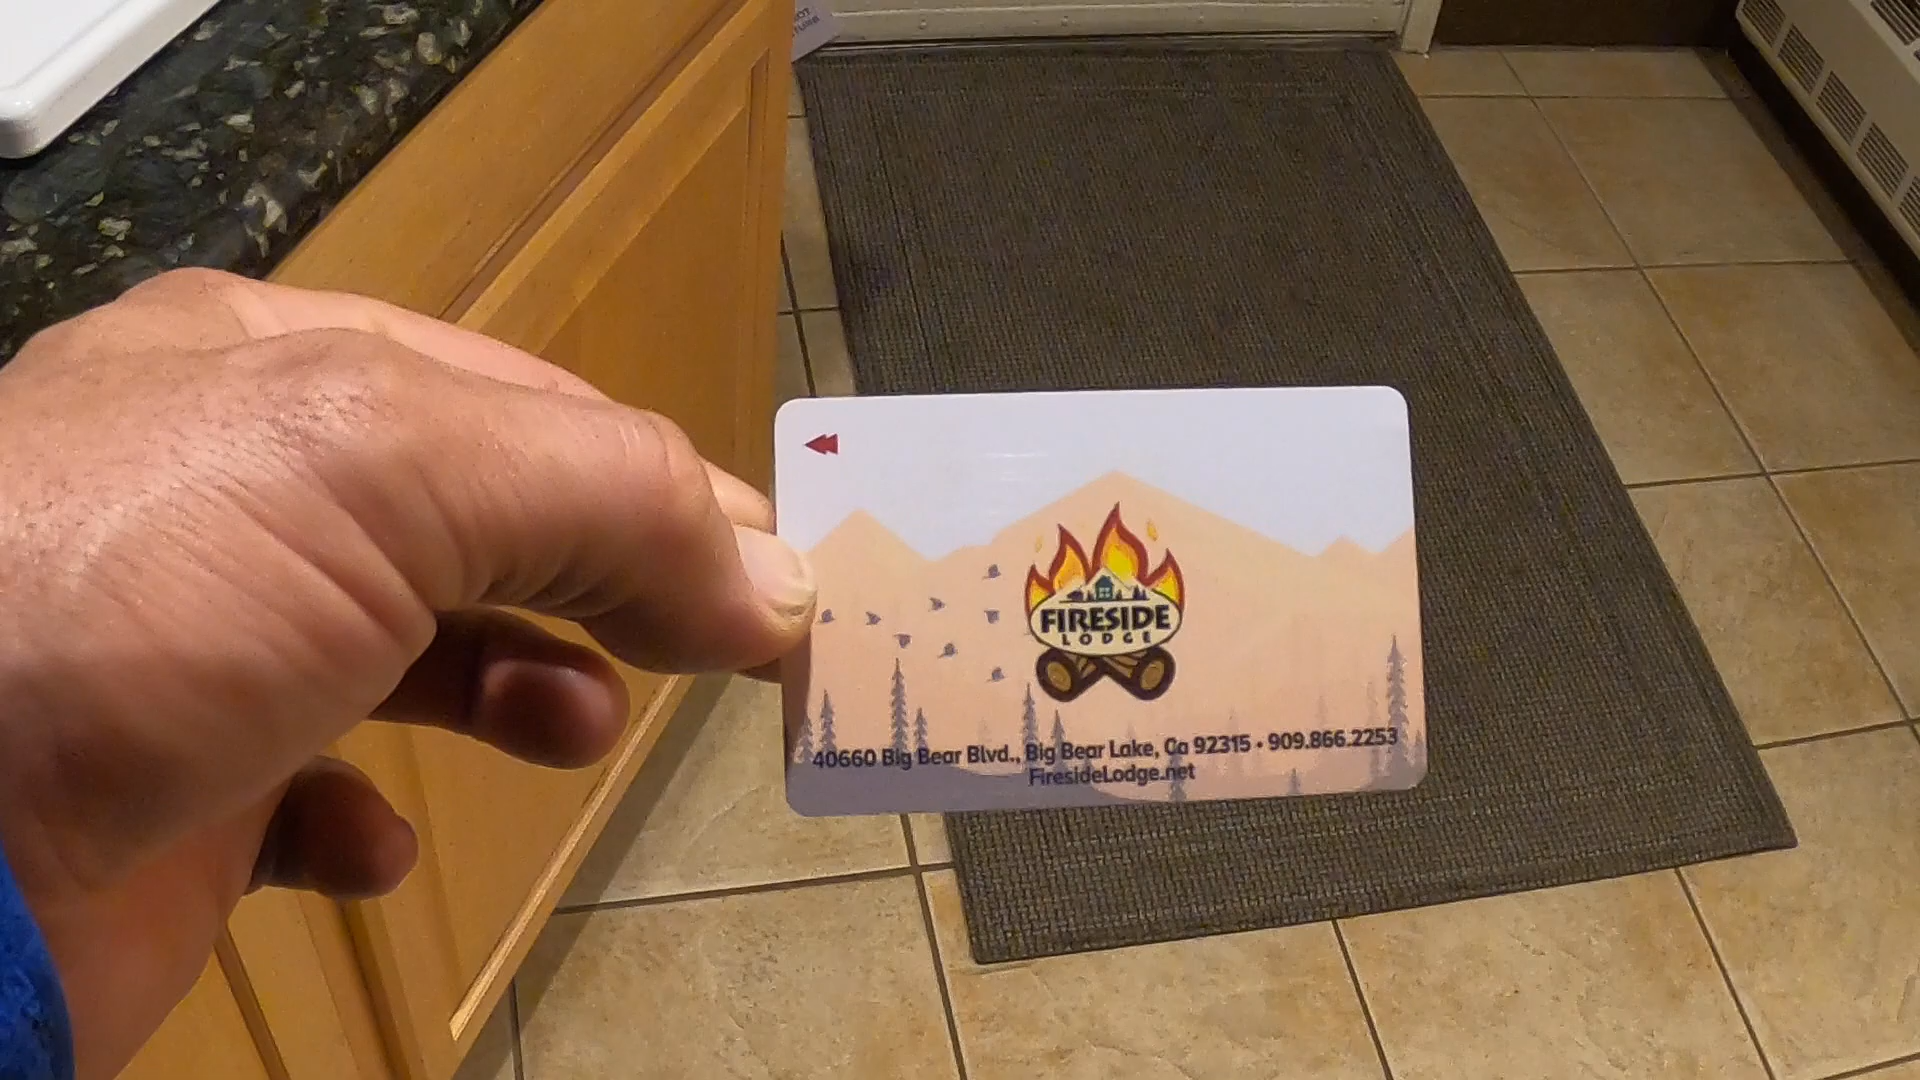 FIRESIDE
LODGE
40660 Big Bear Blvd., Big Bear Lake, Ca 92315 • 909.866.2253
FiresideLodge.net